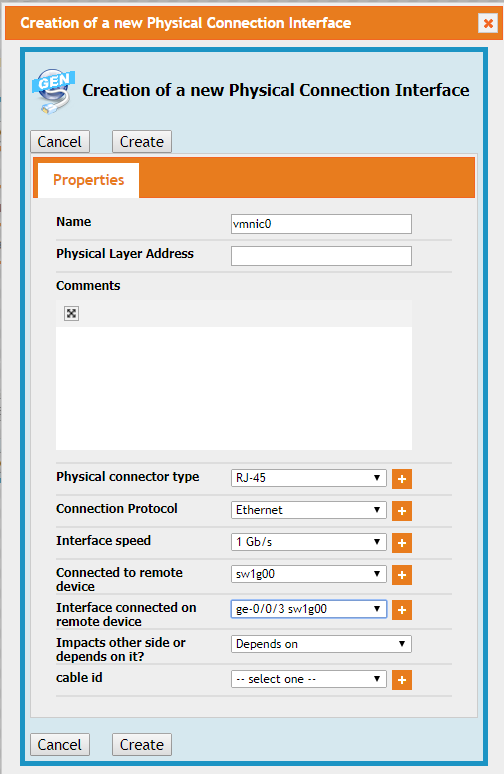 Creation of a new Physical Connection Interface
GEN
Creation of a new Physical Connection Interface
Cancel
Create
Properties
Name
vmnic0
Physical Layer Address
Comments
Physical connector type
RJ-45
Connection Protocol
Ethernet
Interface speed
1 Gb/s
Connected to remote
device
sw1g00
Interface connected on
remote device
ge-0/0/3 sw1g00
Impacts other side or
depends on it?
Depends on
cable id
-- select one --
Cancel
Create